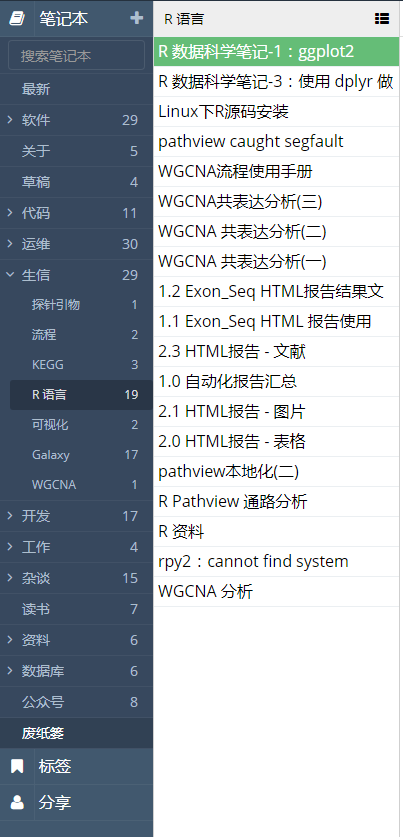 笔记本
搜索笔记本
最新
软件 29
关于 5
草稿 4
代码 11
运维 30
生信 29
探针引物 1
流程 2
KEGG 3
R 语言 19
可视化 2
Galaxy 17
WGCNA 1
开发 17
工作 4
杂谈 15
读书 7
资料 6
数据库 6
公众号 8
废纸篓
标签
分享
R 语言
R 数据科学笔记-1：ggplot2
R 数据科学笔记-3：使用 dplyr 做
Linux下R源码安装
pathview caught segfault
WGCNA流程使用手册
WGCNA共表达分析(三)
WGCNA 共表达分析(二)
WGCNA 共表达分析(一)
1.2 Exon_Seq HTML报告结果文
1.1 Exon_Seq HTML 报告使用
2.3 HTML报告 - 文献
1.0 自动化报告汇总
2.1 HTML报告 - 图片
2.0 HTML报告 - 表格
pathview本地化(二)
R Pathview 通路分析
R 资料
rpy2：cannot find system
WGCNA 分析